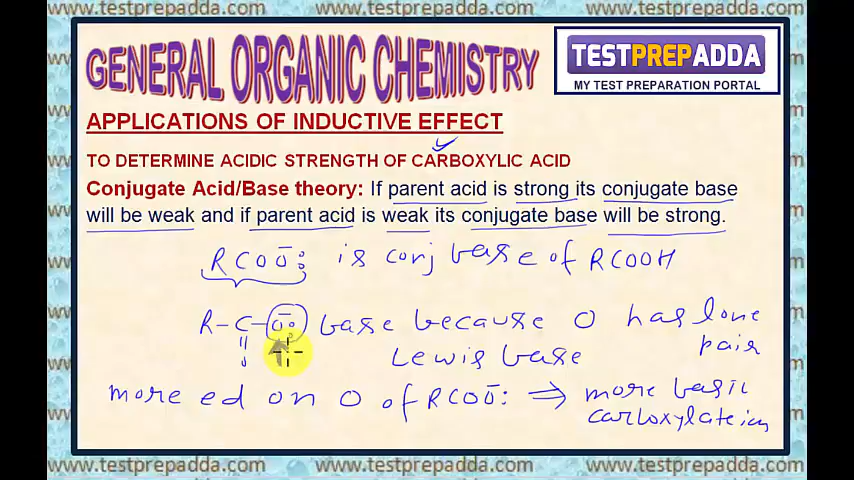 www.testprepadda.com www.testprepadda.com www.testprepadda.com
GENERAL ORGANIC CHEMISTRY
TESTPREPADDA
MY TEST PREPARATION PORTAL
APPLICATIONS OF INDUCTIVE EFFECT
TO DETERMINE ACIDIC STRENGTH OF CARBOXYLIC ACID
Conjugate Acid/Base theory: If parent acid is strong its conjugate base
will be weak and if parent acid is weak its conjugate base will be strong.
RCOO⁻: is conj base of RCOOH
R-C-O⁻: base because O has lone
|| pair
O Lewis base
more ed on O of RCOO⁻: ⇒ more basic
carboxylate ion
www.testprepadda.com www.testprepadda.com www.testprepadda.com